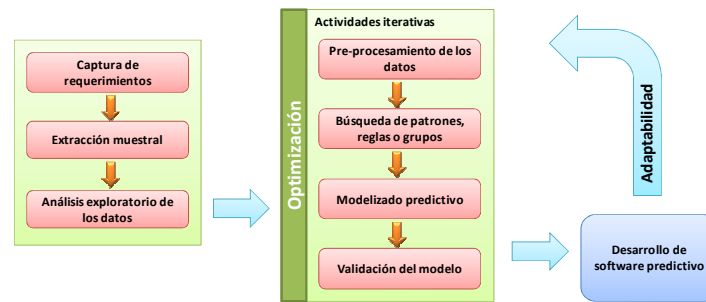 Captura de
requerimientos
Extracción muestral
Análisis exploratorio de
los datos
Optimización
Actividades iterativas
Pre-procesamiento de los
datos
Búsqueda de patrones,
reglas o grupos
Modelizado predictivo
Validación del modelo
Adaptabilidad
Desarrollo de
software predictivo